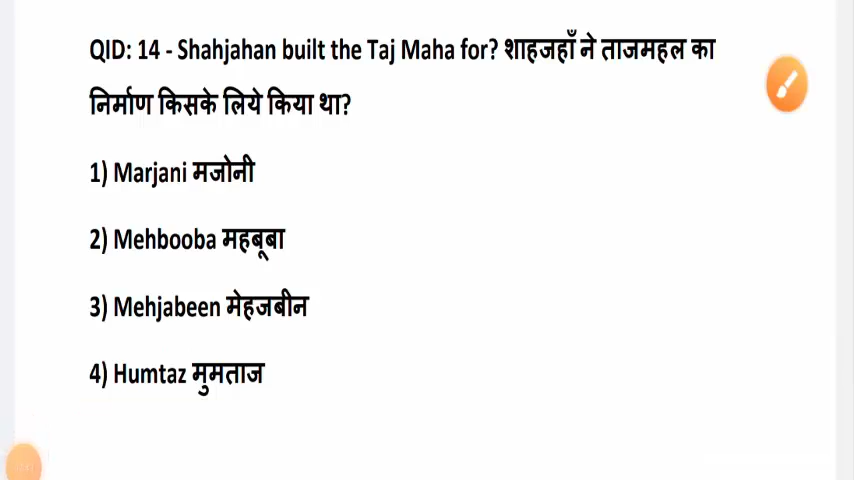 QID: 14 - Shahjahan built the Taj Maha for? शाहजहाँ ने ताजमहल का
निर्माण किसके लिये किया था?
1) Marjani मजोनी
2) Mehbooba महबूबा
3) Mehjabeen मेहजबीन
4) Humtaz मुमताज